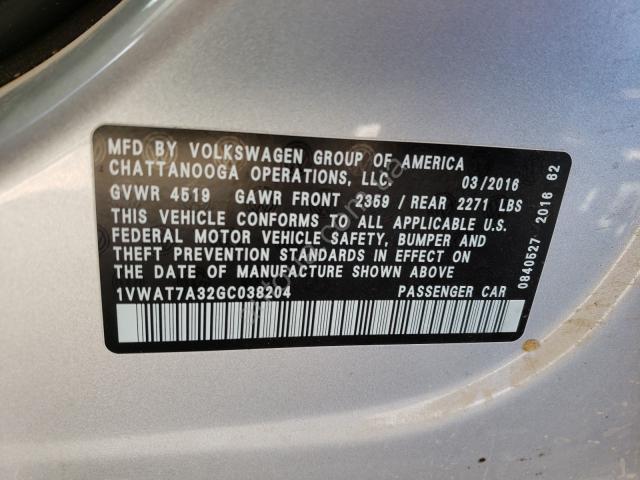 MFD BY VOLKSWAGEN GROUP OF AMERICA
CHATTANOOGA OPERATIONS, LLC. 03/2016
GVWR 4519 GAWR FRONT 2359 / REAR 2271 LBS
THIS VEHICLE CONFORMS TO ALL APPLICABLE U.S.
FEDERAL MOTOR VEHICLE SAFETY, BUMPER AND
THEFT PREVENTION STANDARDS IN EFFECT ON
THE DATE OF MANUFACTURE SHOWN ABOVE
1VWAT7A32GC038204 PASSENGER CAR
0840527 2016 62